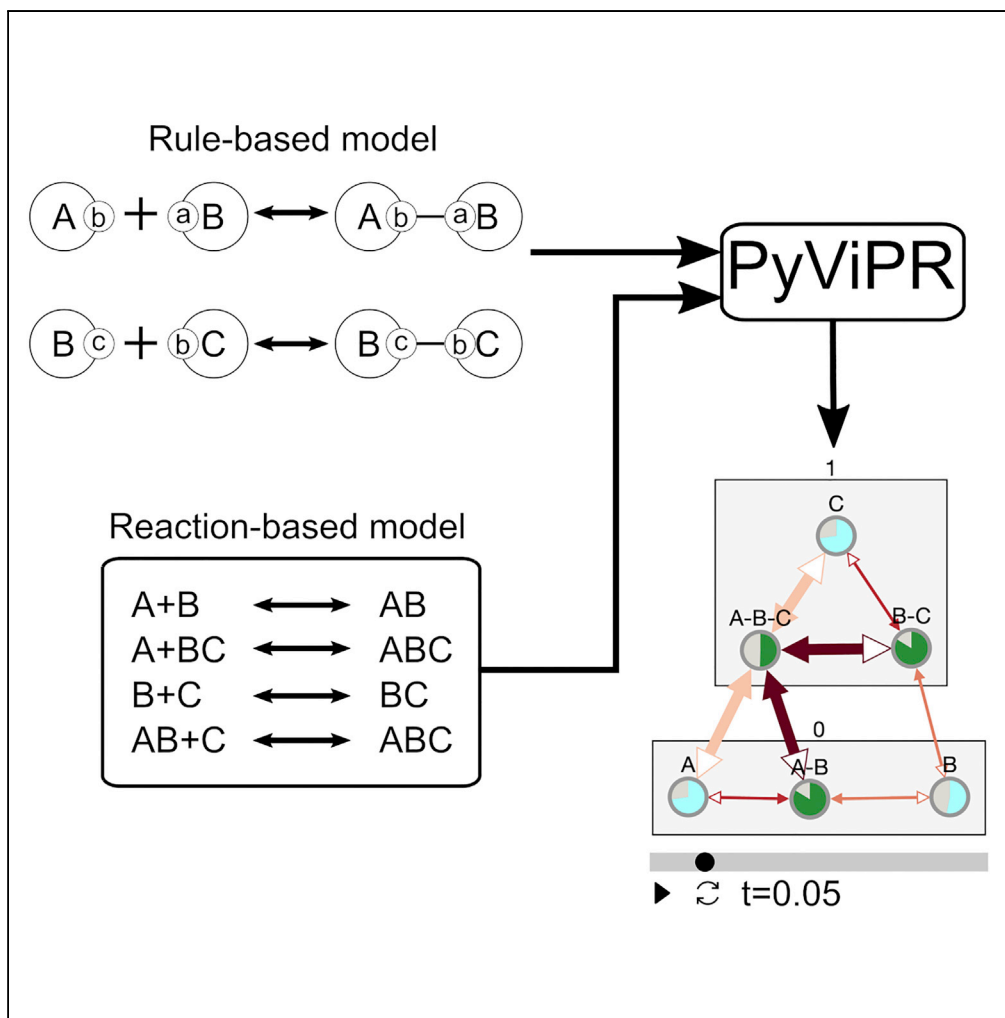 Rule-based model
A b + a B A b a B
B c + b C B c b C
PyViPR
Reaction-based model
A+B AB
A+BC ABC
B+C BC
AB+C ABC
1
C
A-B-C B-C
0
A A-B B
t=0.05